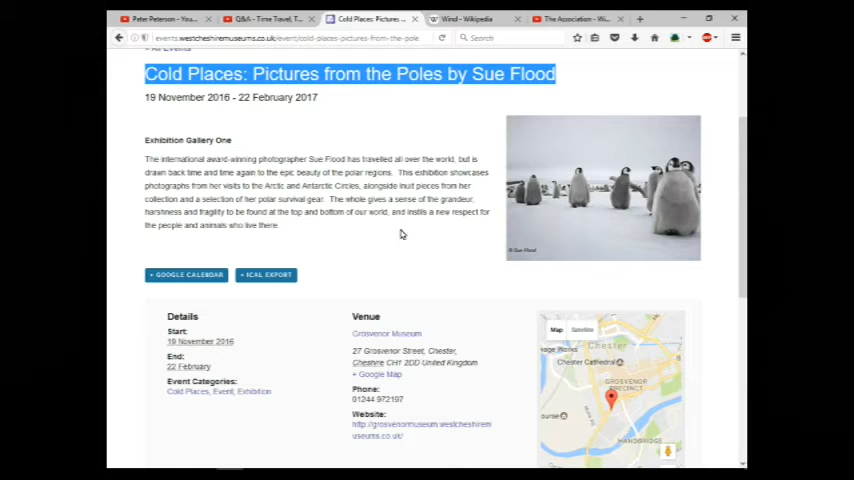 Peter Peterson - You...
Q&A - Time Travel, T...
Cold Places: Pictures ...
Wind - Wikipedia
The Association - Wi...
events.westcheshiremuseums.co.uk/event/cold-places-pictures-from-the-pole
Search
« All Events
Cold Places: Pictures from the Poles by Sue Flood
19 November 2016 - 22 February 2017
Exhibition Gallery One
The international award-winning photographer Sue Flood has travelled all over the world, but is
drawn back time and time again to the epic beauty of the polar regions. This exhibition showcases
photographs from her visits to the Arctic and Antarctic Circles, alongside Inuit pieces from her
collection and a selection of her polar survival gear. The whole gives a sense of the grandeur,
harshness and fragility to be found at the top and bottom of our world, and instils a new respect for
the people and animals who live there.
© Sue Flood
+ GOOGLE CALENDAR
+ ICAL EXPORT
Details
Start:
19 November 2016
End:
22 February
Event Categories:
Cold Places, Event, Exhibition
Venue
Grosvenor Museum
27 Grosvenor Street, Chester,
Cheshire CH1 2DD United Kingdom
+ Google Map
Phone:
01244 972197
Website:
http://grosvenormuseum.westcheshirem
useums.co.uk/
Map
Satellite
Chester
Chester Cathedral
GROSVENOR
PRECINCT
ourse
HANDBRIDGE